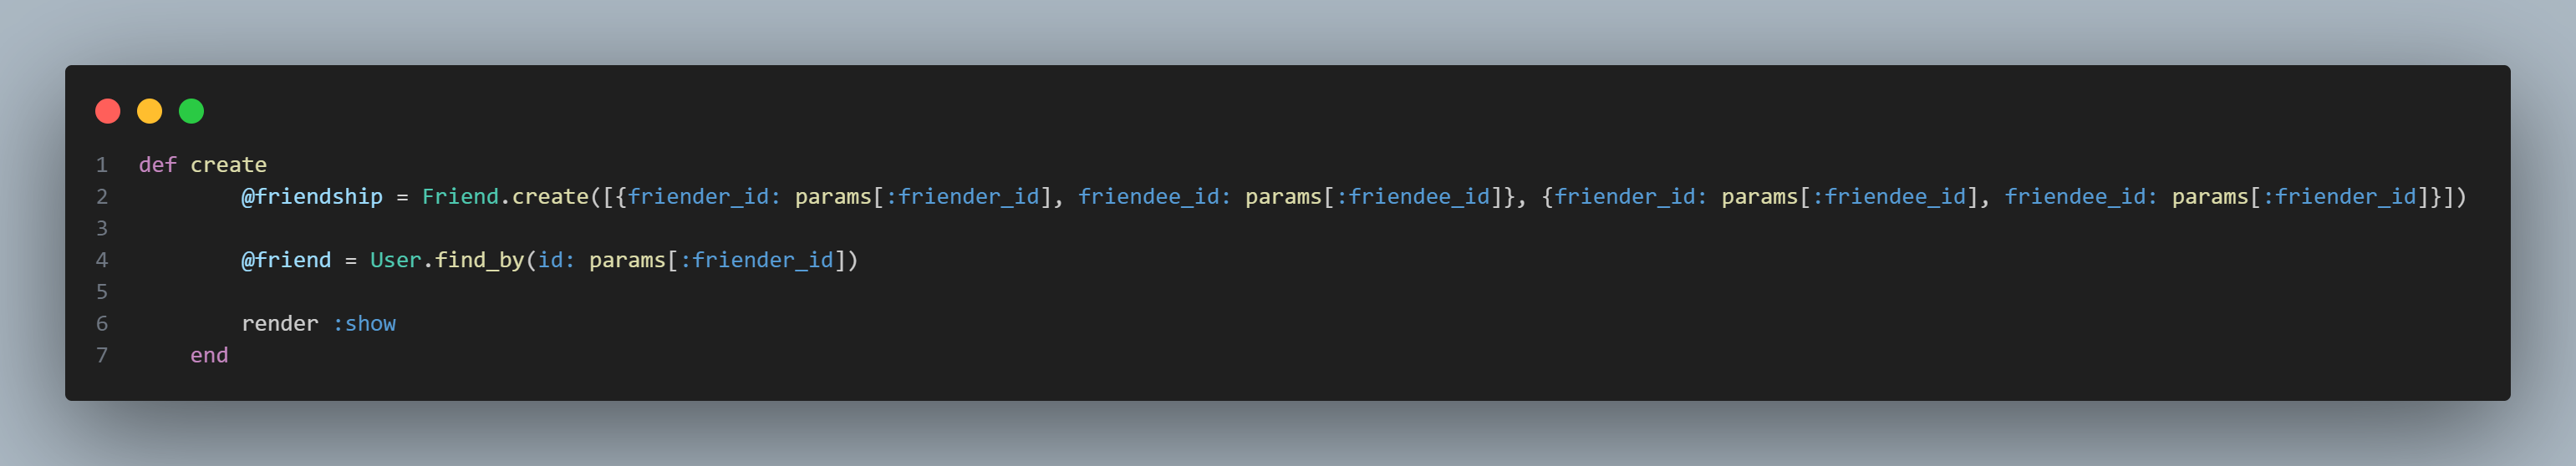 1 def create
2 @friendship = Friend.create([{friender_id: params[:friender_id], friendee_id: params[:friendee_id]}, {friender_id: params[:friendee_id], friendee_id: params[:friender_id]}])
3
4 @friend = User.find_by(id: params[:friender_id])
5
6 render :show
7 end